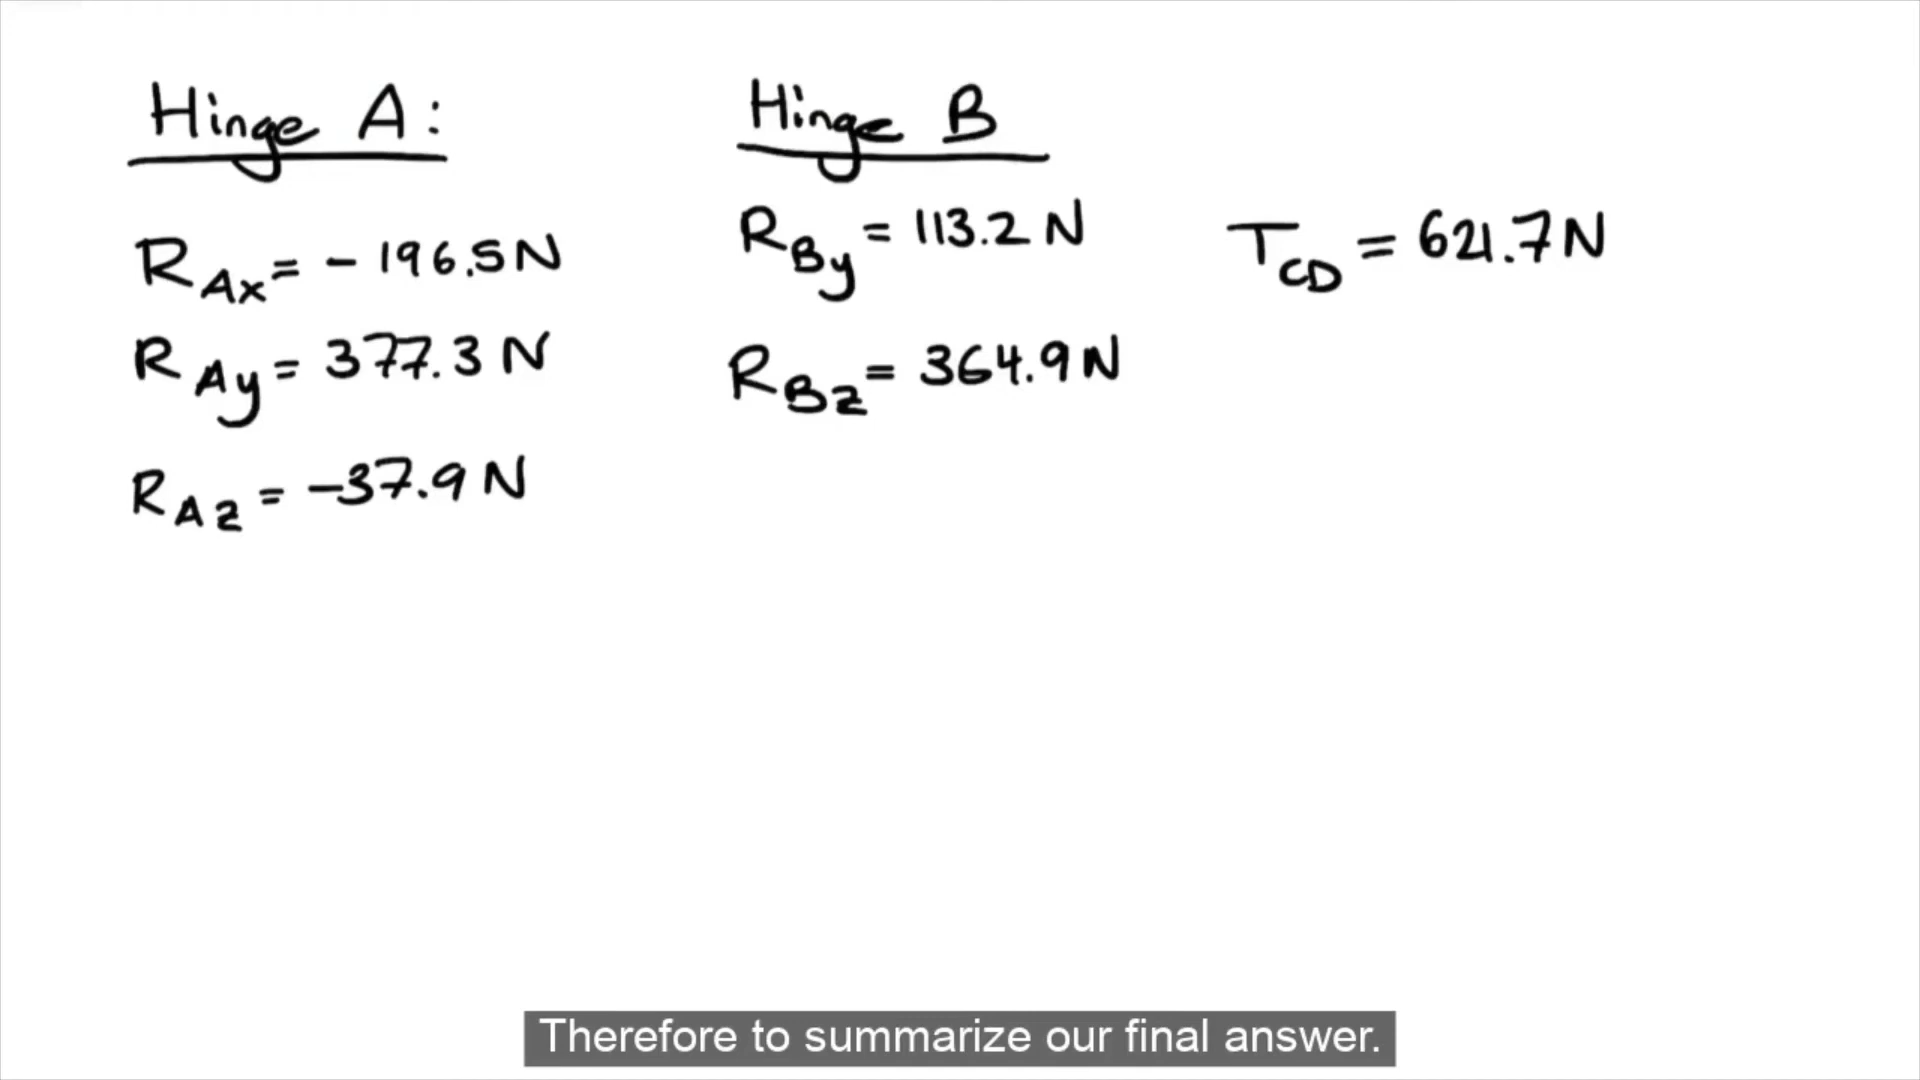 Hinge A:
R_Ax = - 196.5 N
R_Ay = 377.3 N
R_Az = -37.9 N
Hinge B
R_By = 113.2 N
R_Bz = 364.9 N
T_CD = 621.7 N
Therefore to summarize our final answer.